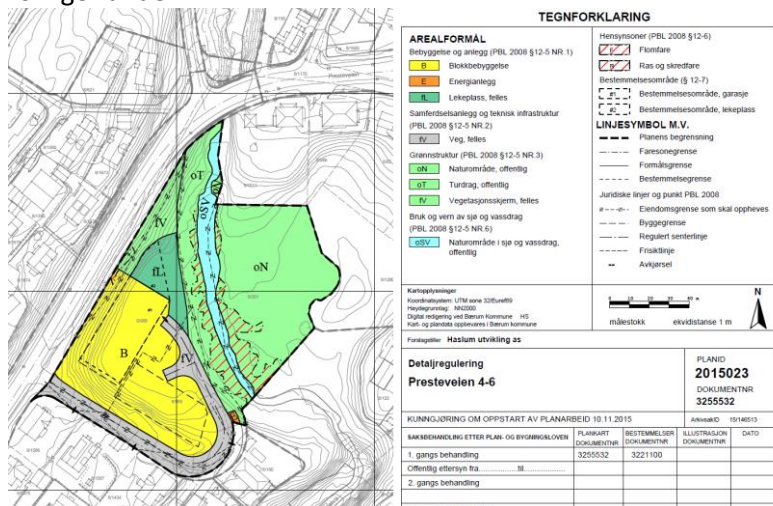 TEGNFORKLARING
AREALFORMÅL
Bebyggelse og anlegg (PBL 2008 §12-5 NR.1)
B Blokkbebyggelse
E Energianlegg
fL Lekeplass, felles
Samferdselsanlegg og teknisk infrastruktur
(PBL 2008 §12-5 NR.2)
fV Veg, felles
Grønnstruktur (PBL 2008 §12-5 NR.3)
oN Naturområde, offentlig
oT Turdrag, offentlig
fV Vegetasjonsskjerm, felles
Bruk og vern av sjø og vassdrag
(PBL 2008 §12-5 NR.6)
oSV Naturområde i sjø og vassdrag,
offentlig
Hensynsoner (PBL 2008 §12-6)
Flomfare
Ras og skredfare
Bestemmelsesområde (§ 12-7)
#1 Bestemmelsesområde, garasje
#2 Bestemmelsesområde, lekeplass
LINJESYMBOL M.V.
Planens begrensning
Faresonegrense
Formålsgrense
Bestemmelsegrense
Juridiske linjer og punkt PBL 2008
Eiendomsgrense som skal oppheves
Byggegrense
Regulert senterlinje
Frisiktlinje
Avkjørsel
Kartopplysninger
Koordinatsystem: UTM sone 32/Euref89
Høydegrunnlag: NN2000
Digital redigering ved Bærum Kommune HS
Kart- og plandata oppbevares i Bærum kommune
målestokk ekvidistanse 1 m
N
Forslagstiller Haslum utvikling as
Detaljregulering
Presteveien 4-6
PLANID
2015023
DOKUMENTNR
3255532
KUNNGJØRING OM OPPSTART AV PLANARBEID 10.11.2015
ArkivsakID 15/146513
SAKSBEHANDLING ETTER PLAN- OG BYGNINGSLOVEN
PLANKART DOKUMENTNR
BESTEMMELSER DOKUMENTNR
ILLUSTRASJON DOKUMENTNR
DATO
1. gangs behandling 3255532 3221100
Offentlig ettersyn fra...............til...............
2. gangs behandling
oT
oN
oSV
fV
oN
fL
B
fV